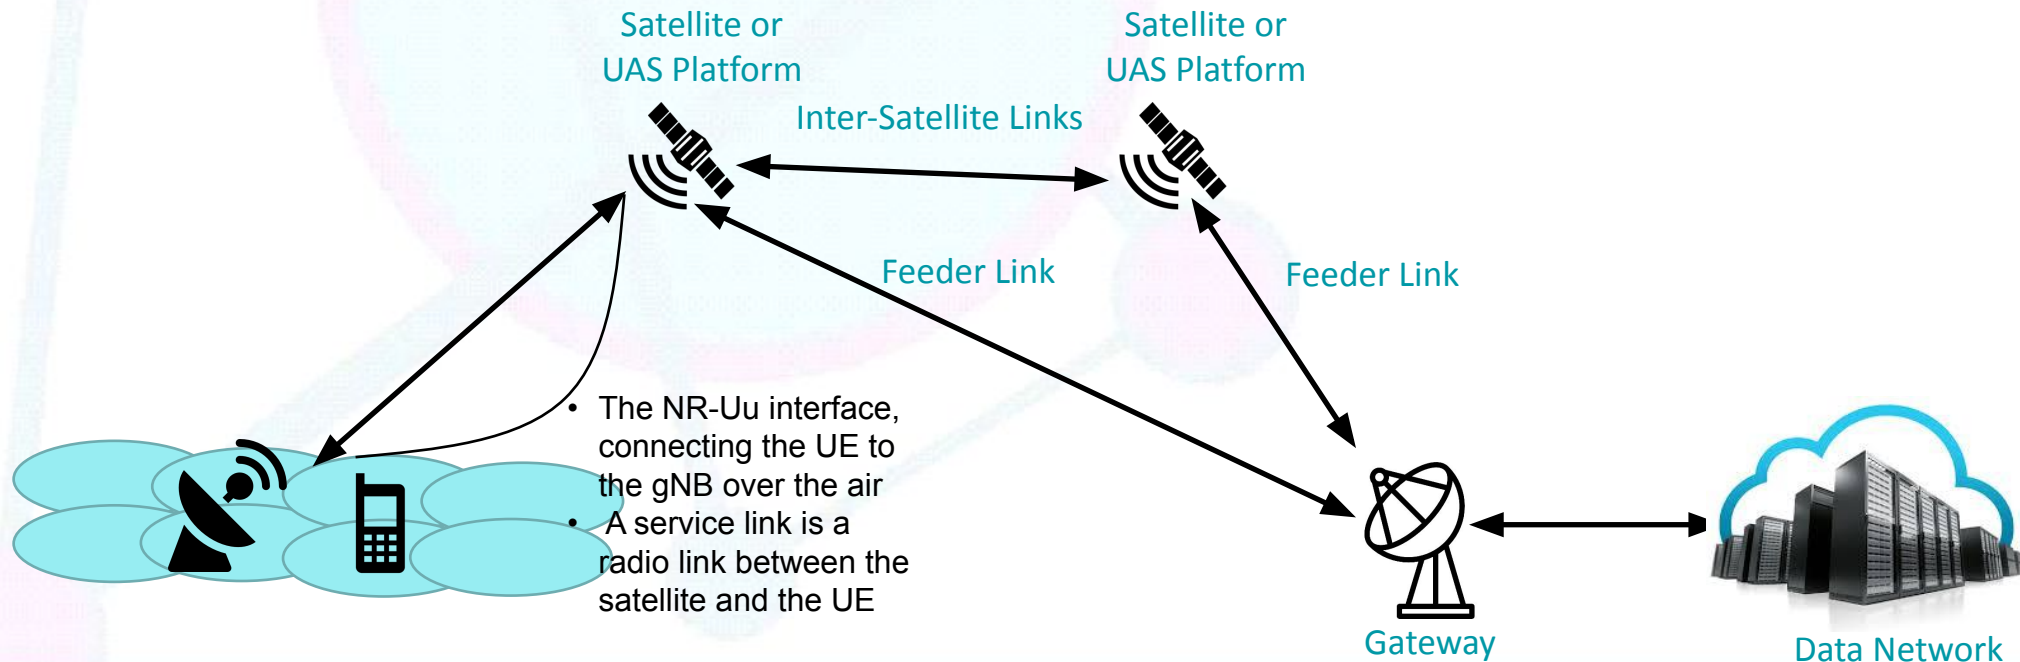 Satellite or
UAS Platform
Satellite or
UAS Platform
Inter-Satellite Links
Feeder Link
Feeder Link
• The NR-Uu interface,
connecting the UE to
the gNB over the air
• A service link is a
radio link between the
satellite and the UE
Gateway
Data Network